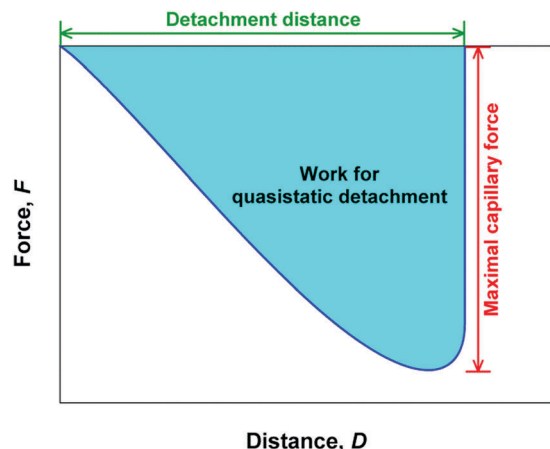 Detachment distance
Force, F
Work for
quasistatic detachment
Maximal capillary force
Distance, D